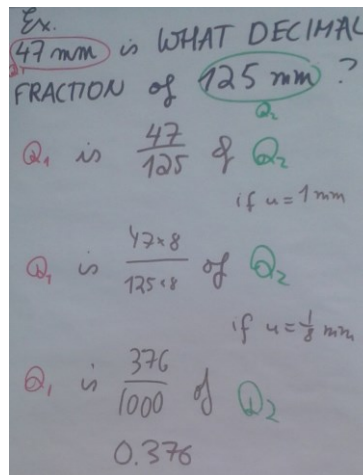 Ex.
47 mm is WHAT DECIMAL
Q1
FRACTION of 125 mm ?
Q2
Q1 is 47/125 of Q2
if u = 1 mm
Q1 is 47×8/125×8 of Q2
if u = 1/8 mm
Q1 is 376/1000 of Q2
0.376